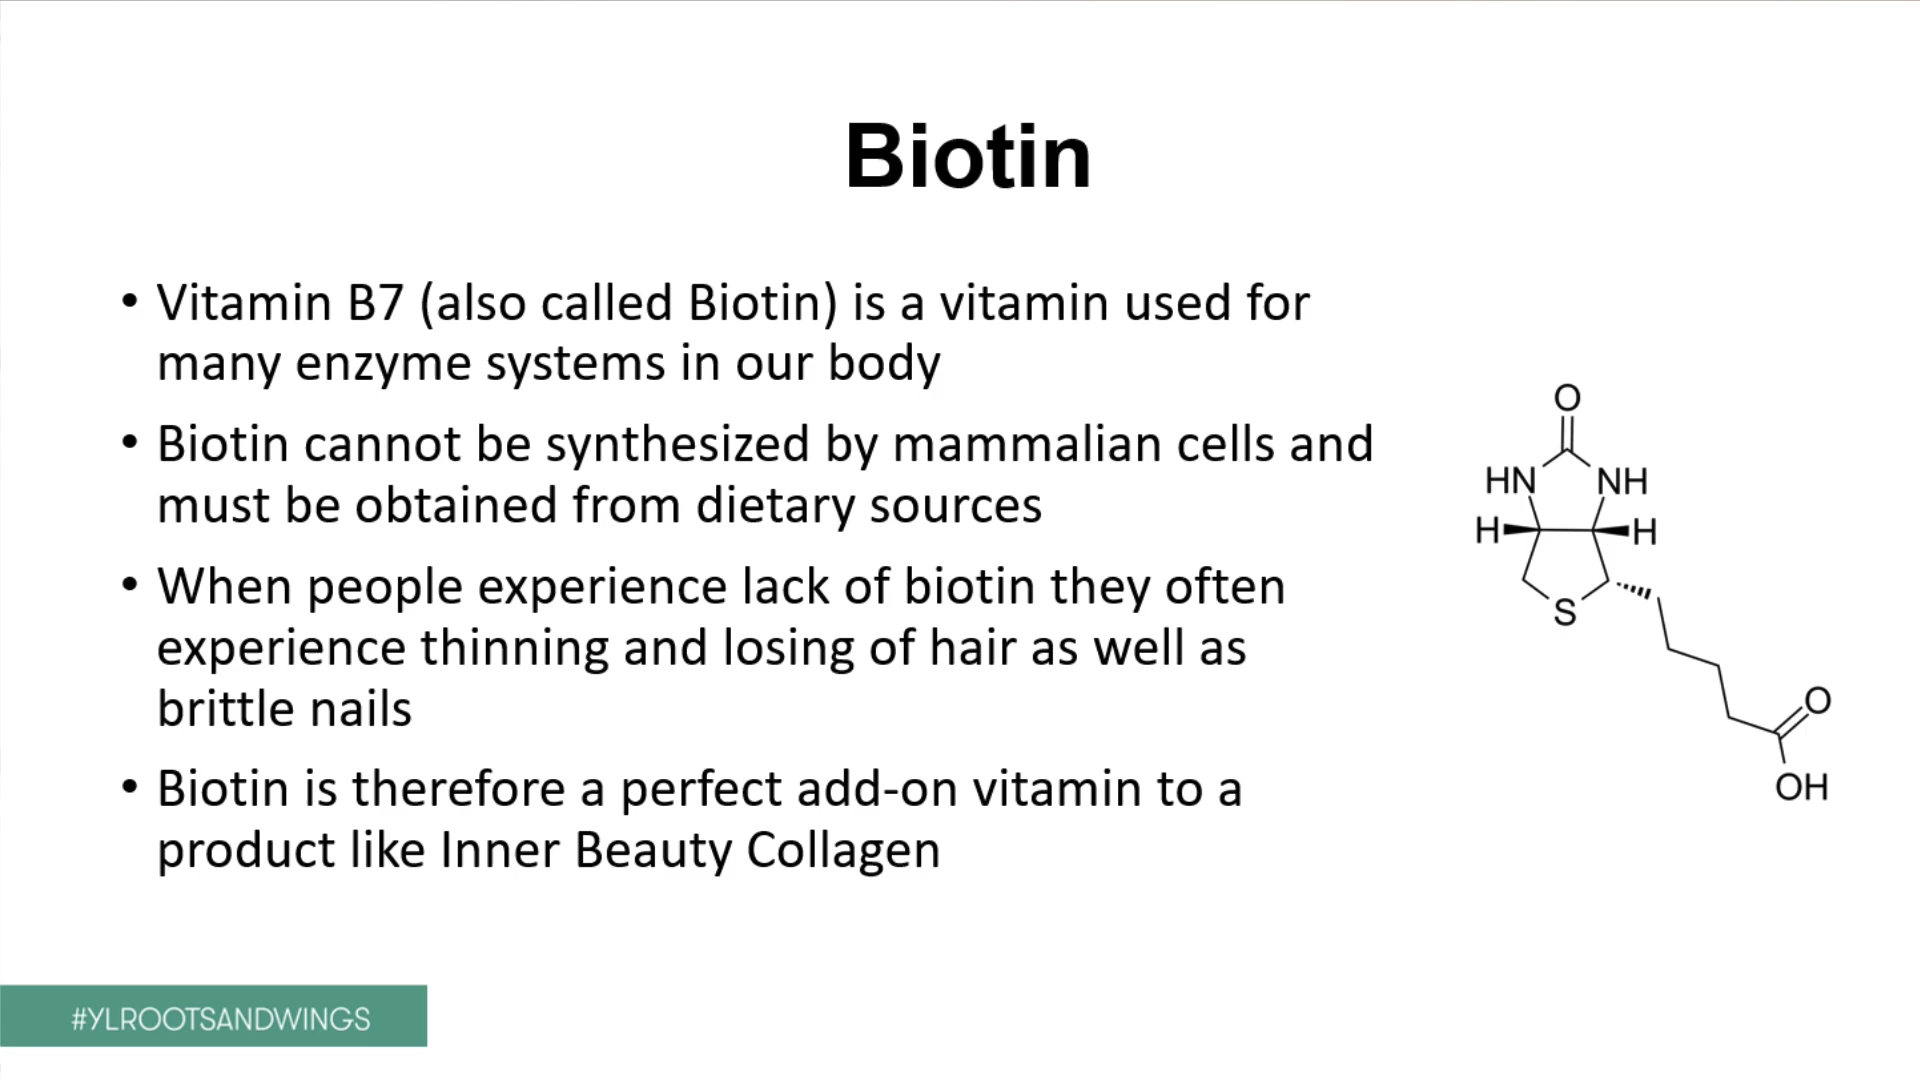 Biotin
• Vitamin B7 (also called Biotin) is a vitamin used for
many enzyme systems in our body
• Biotin cannot be synthesized by mammalian cells and
must be obtained from dietary sources
• When people experience lack of biotin they often
experience thinning and losing of hair as well as
brittle nails
• Biotin is therefore a perfect add-on vitamin to a
product like Inner Beauty Collagen
O
HN NH
H H
S
O
OH
#YLROOTSANDWINGS